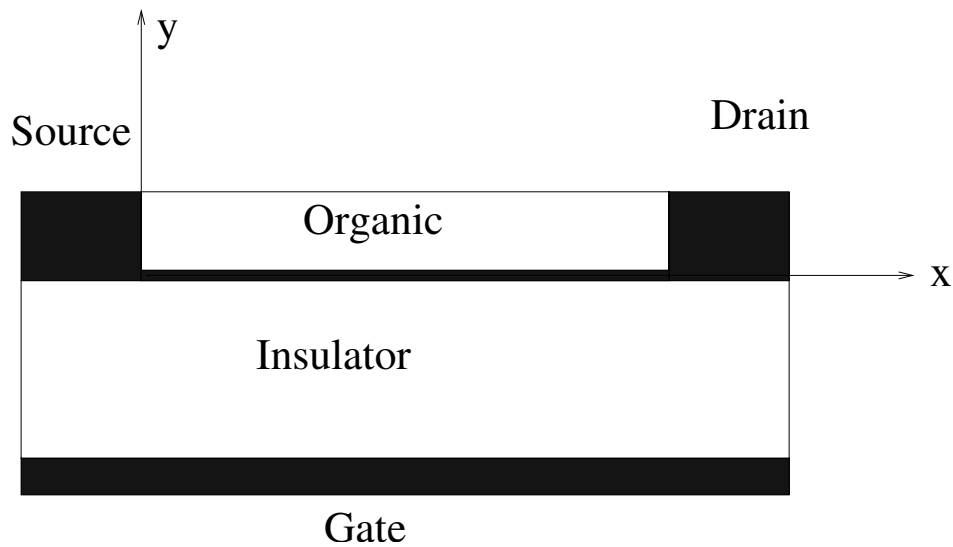 y
Source
Drain
Organic
x
Insulator
Gate